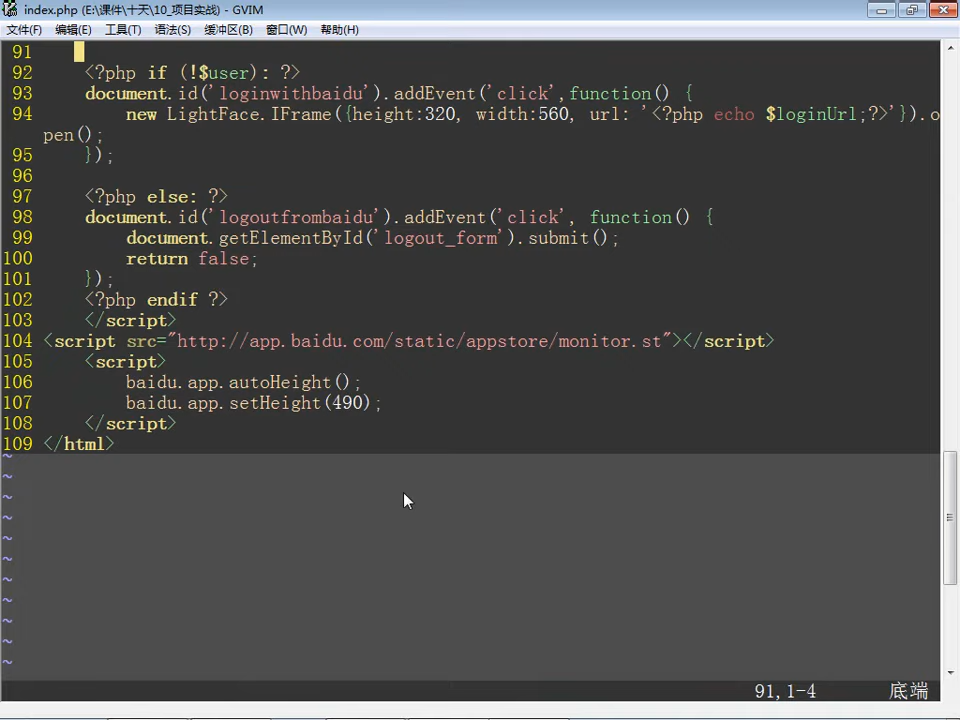 index.php (E:\课件\十天\10_项目实战) - GVIM
文件(F) 编辑(E) 工具(T) 语法(S) 缓冲区(B) 窗口(W) 帮助(H)
91
92 <?php if (!$user): ?>
93 document.id('loginwithbaidu').addEvent('click',function() {
94 new LightFace.IFrame({height:320, width:560, url: '<?php echo $loginUrl;?>'}).o
pen();
95 });
96
97 <?php else: ?>
98 document.id('logoutfrombaidu').addEvent('click', function() {
99 document.getElementById('logout_form').submit();
100 return false;
101 });
102 <?php endif ?>
103 </script>
104 <script src="http://app.baidu.com/static/appstore/monitor.st"></script>
105 <script>
106 baidu.app.autoHeight();
107 baidu.app.setHeight(490);
108 </script>
109 </html>
~
~
~
~
~
~
~
~
~
~
~
91,1-4 底端